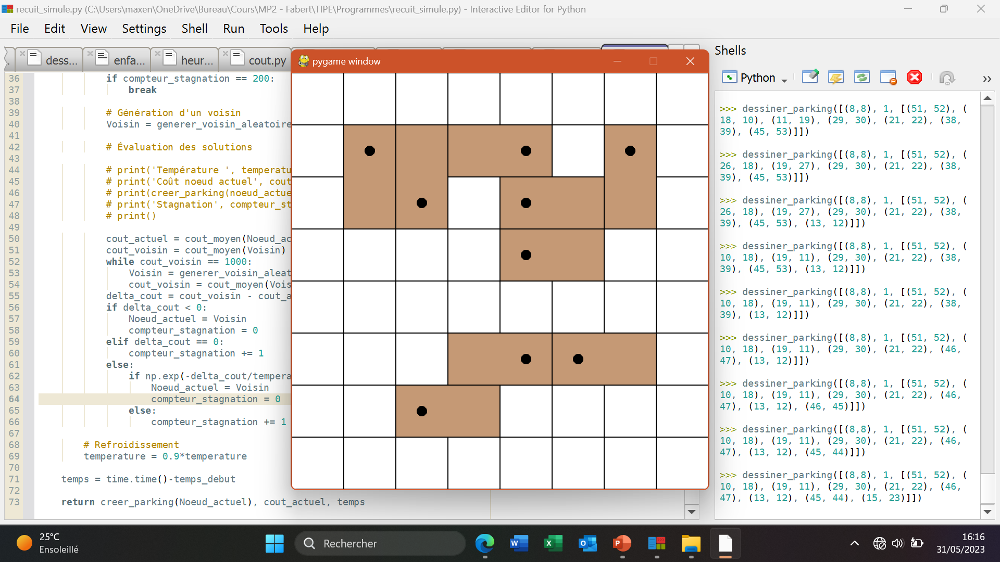 recuit_simule.py (C:\Users\maxen\OneDrive\Bureau\Cours\MP2 - Fabert\TIPE\Programmes\recuit_simule.py) - Interactive Editor for Python
File Edit View Settings Shell Run Tools Help
dess... enfa... heur... cout.py
36 if compteur_stagnation == 200:
37 break
38
39 # Génération d'un voisin
40 Voisin = generer_voisin_aleatoire
41
42 # Évaluation des solutions
43
44 # print('Température ', temperatu
45 # print('Coût noeud actuel', cout
46 # print(creer_parking(noeud_actue
47 # print('Stagnation', compteur_st
48 # print()
49
50 cout_actuel = cout_moyen(Noeud_ac
51 cout_voisin = cout_moyen(Voisin)
52 while cout_voisin == 1000:
53 Voisin = generer_voisin_aleat
54 cout_voisin = cout_moyen(Vois
55 delta_cout = cout_voisin - cout_a
56 if delta_cout < 0:
57 Noeud_actuel = Voisin
58 compteur_stagnation = 0
59 elif delta_cout == 0:
60 compteur_stagnation += 1
61 else:
62 if np.exp(-delta_cout/tempera
63 Noeud_actuel = Voisin
64 compteur_stagnation = 0
65 else:
66 compteur_stagnation += 1
67
68 # Refroidissement
69 temperature = 0.9*temperature
70
71 temps = time.time()-temps_debut
72
73 return creer_parking(Noeud_actuel), cout_actuel, temps
pygame window
Shells
Python
>>> dessiner_parking([(8,8), 1, [(51, 52), (
18, 10), (11, 19), (29, 30), (21, 22), (38,
39), (45, 53)]])
>>> dessiner_parking([(8,8), 1, [(51, 52), (
26, 18), (19, 27), (29, 30), (21, 22), (38,
39), (45, 53)]])
>>> dessiner_parking([(8,8), 1, [(51, 52), (
26, 18), (19, 27), (29, 30), (21, 22), (38,
39), (45, 53), (13, 12)]])
>>> dessiner_parking([(8,8), 1, [(51, 52), (
10, 18), (19, 11), (29, 30), (21, 22), (38,
39), (45, 53), (13, 12)]])
>>> dessiner_parking([(8,8), 1, [(51, 52), (
10, 18), (19, 11), (29, 30), (21, 22), (38,
39), (13, 12)]])
>>> dessiner_parking([(8,8), 1, [(51, 52), (
10, 18), (19, 11), (29, 30), (21, 22), (46,
47), (13, 12)]])
>>> dessiner_parking([(8,8), 1, [(51, 52), (
10, 18), (19, 11), (29, 30), (21, 22), (46,
47), (13, 12), (46, 45)]])
>>> dessiner_parking([(8,8), 1, [(51, 52), (
10, 18), (19, 11), (29, 30), (21, 22), (46,
47), (13, 12), (45, 44)]])
>>> dessiner_parking([(8,8), 1, [(51, 52), (
10, 18), (19, 11), (29, 30), (21, 22), (46,
47), (13, 12), (45, 44), (15, 23)]])
25°C
Ensoleillé
Rechercher
16:16
31/05/2023